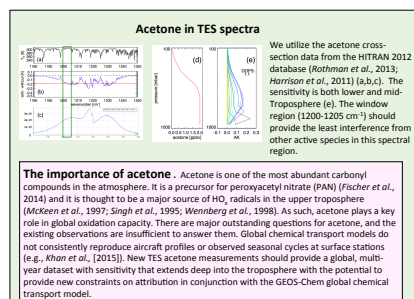 Acetone in TES spectra
We utilize the acetone cross-
section data from the HITRAN 2012
database (Rothman et al., 2013;
Harrison et al., 2011) (a,b,c). The
sensitivity is both lower and mid-
Troposphere (e). The window
region (1200-1205 cm-1) should
provide the least interference from
other active species in this spectral
region.
(a)
(b)
(c)
(d)
(e)
pressure (mbar)
acetone (ppbv)
AK
DOFS:
The importance of acetone . Acetone is one of the most abundant carbonyl
compounds in the atmosphere. It is a precursor for peroxyacetyl nitrate (PAN) (Fischer et al.,
2014) and it is thought to be a major source of HOx radicals in the upper troposphere
(McKeen et al., 1997; Singh et al., 1995; Wennberg et al., 1998). As such, acetone plays a key
role in global oxidation capacity. There are major outstanding questions for acetone, and the
existing observations are insufficient to answer them. Global chemical transport models do
not consistently reproduce aircraft profiles or observed seasonal cycles at surface stations
(e.g., Khan et al., [2015]). New TES acetone measurements should provide a global, multi-
year dataset with sensitivity that extends deep into the troposphere with the potential to
provide new constraints on attribution in conjunction with the GEOS-Chem global chemical
transport model.